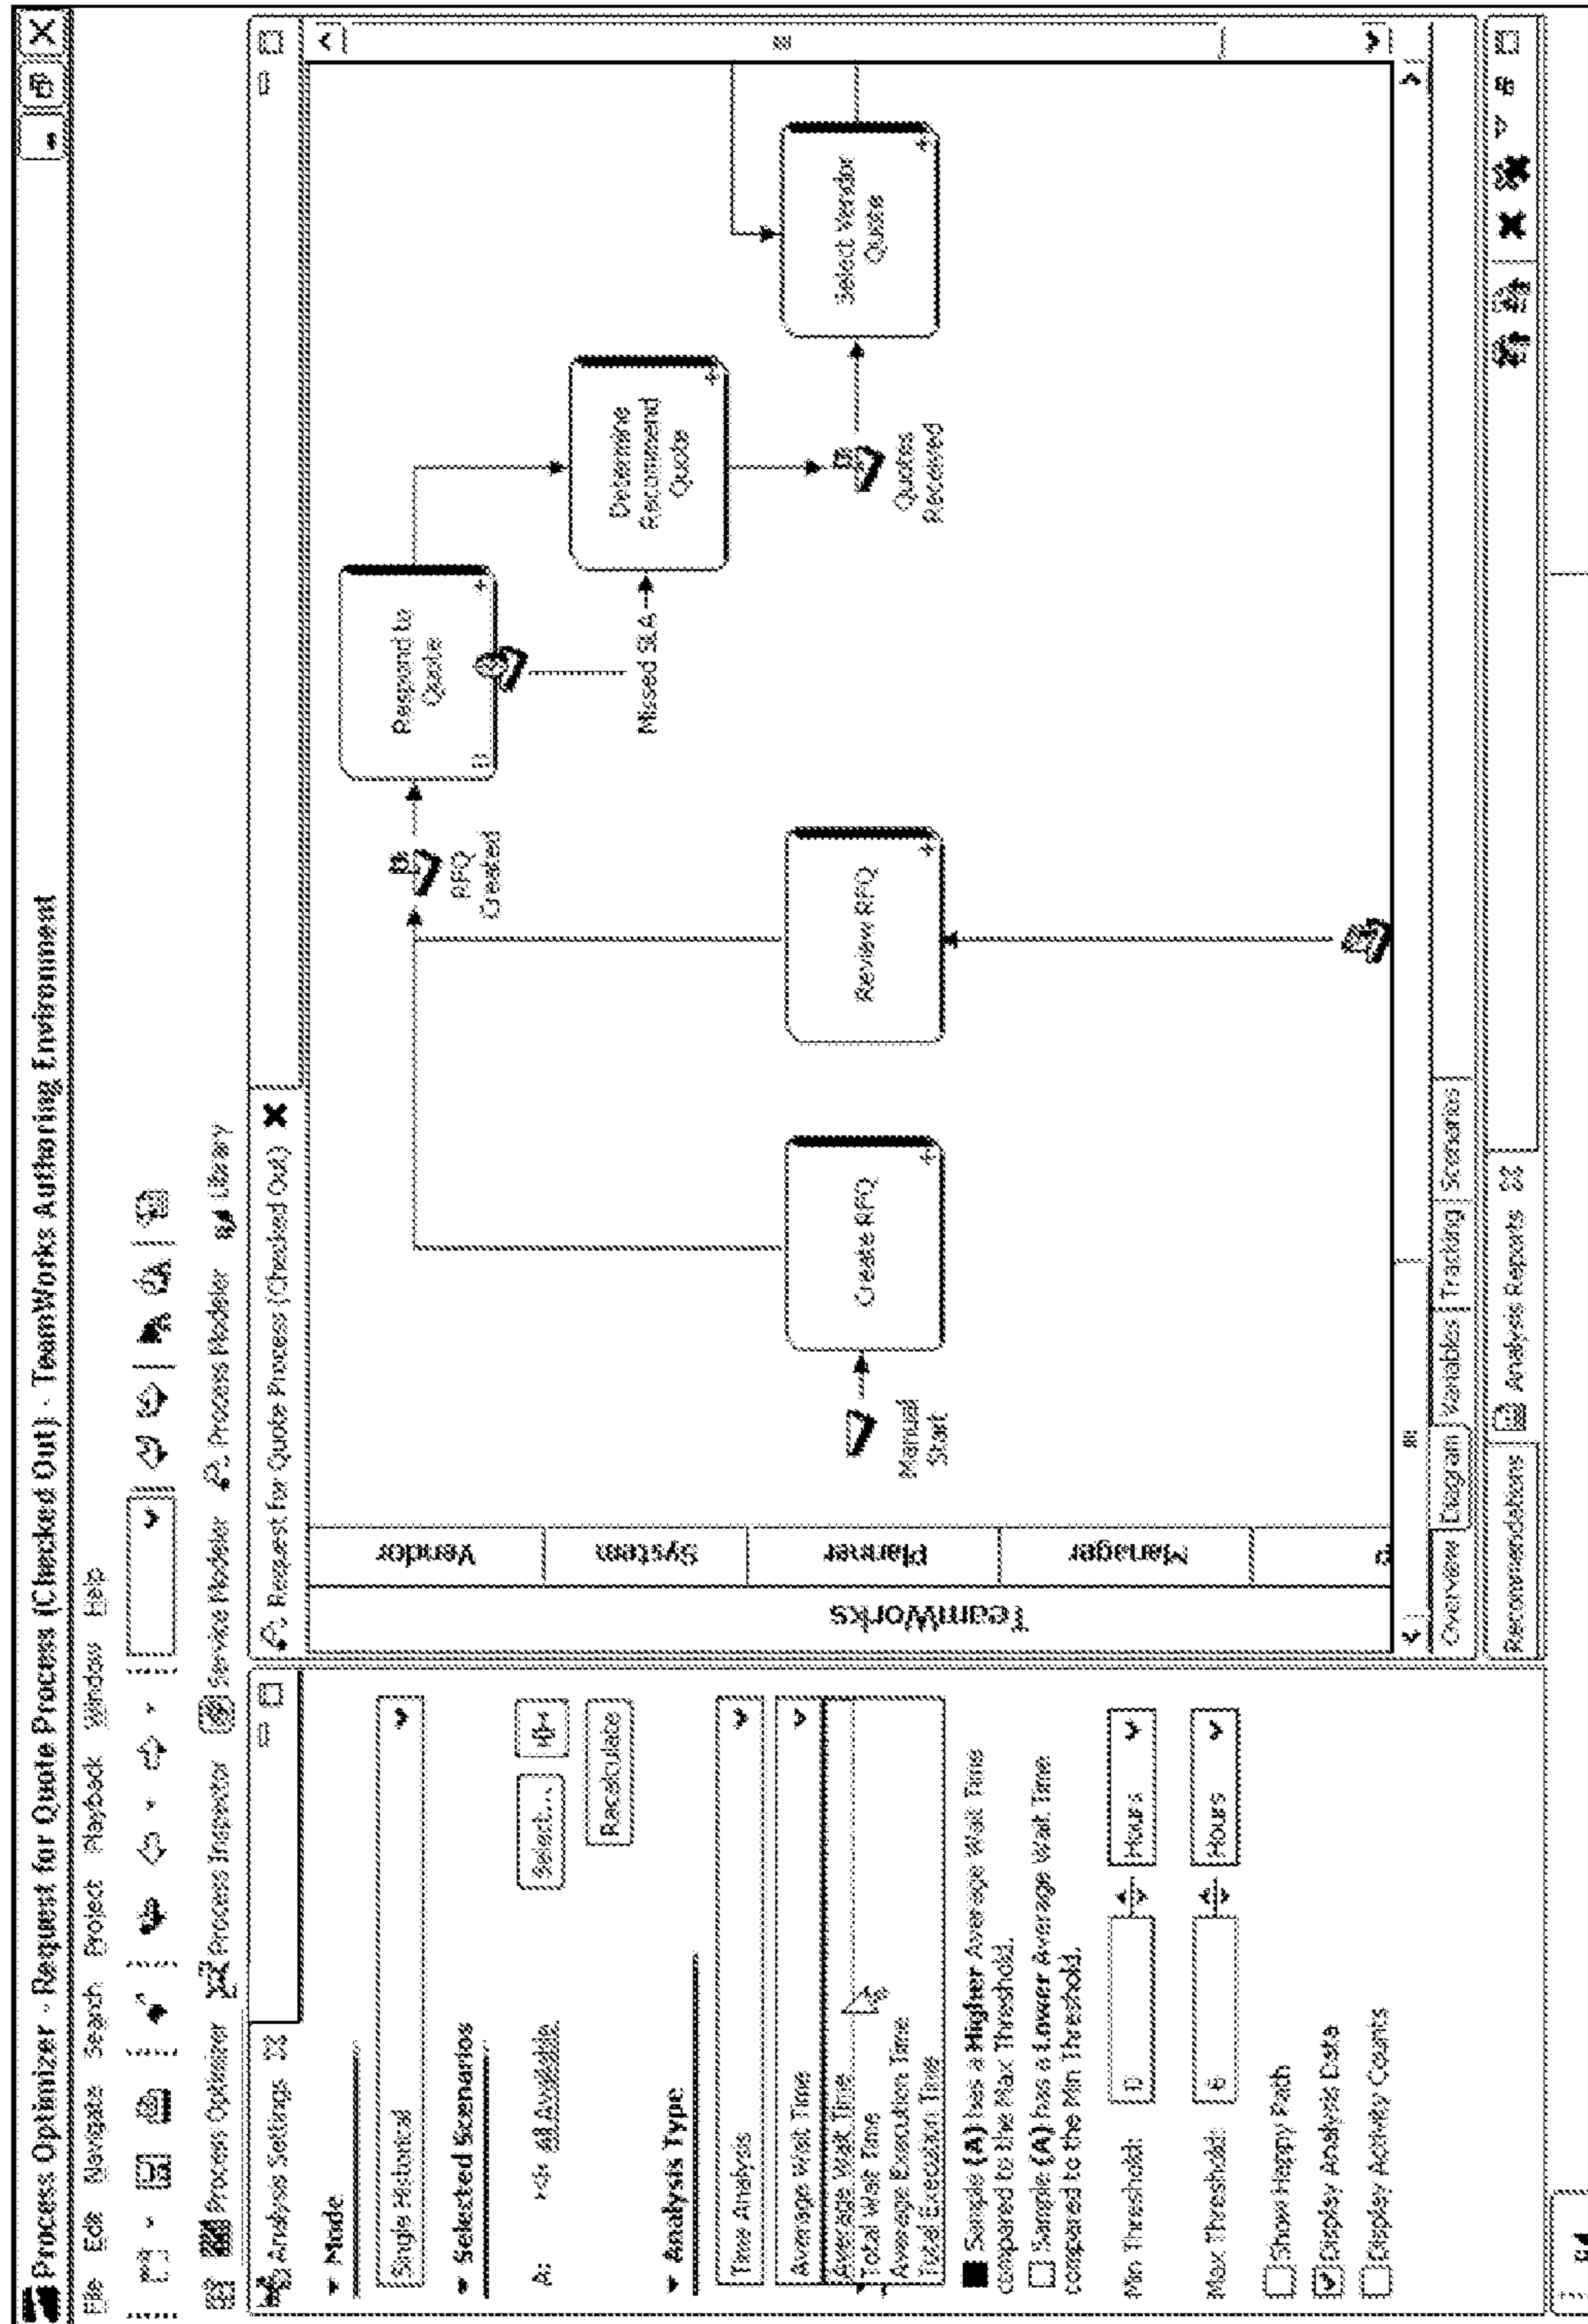 Process Optimizer - Request for Quote Process (Checked Out) - TeamWorks Authoring Environment
File Edit Navigate Search Project Playback Window Help
Process Optimizer Process Inspector Service Modeler Process Modeler Library
Analysis Settings
Mode
Single Historical
Selected Scenarios
A: <All Available
Select...
Recalculate
Analysis Type
Time Analysis
Average Wait Time
Average Wait Time
Total Wait Time
Average Execution Time
Total Execution Time
Sample (A) has a Higher Average Wait Time
compared to the Max Threshold.
Sample (A) has a Lower Average Wait Time
compared to the Min Threshold.
Min Threshold: 0 Hours
Max Threshold: 6 Hours
Show Happy Path
Display Analysis Data
Display Activity Counts
Request for Quote Process (Checked Out)
TeamWorks
Vendor
System
Planner
Manager
Manual
Start
Create RFQ
Review RFQ
RFQ
Created
Respond to
Quote
Missed SLA
Determine
Recommend
Quote
Quotes
Received
Select Vendor
Quote
Overview Diagram Variables Tracking Scenarios
Recommendations Analysis Reports